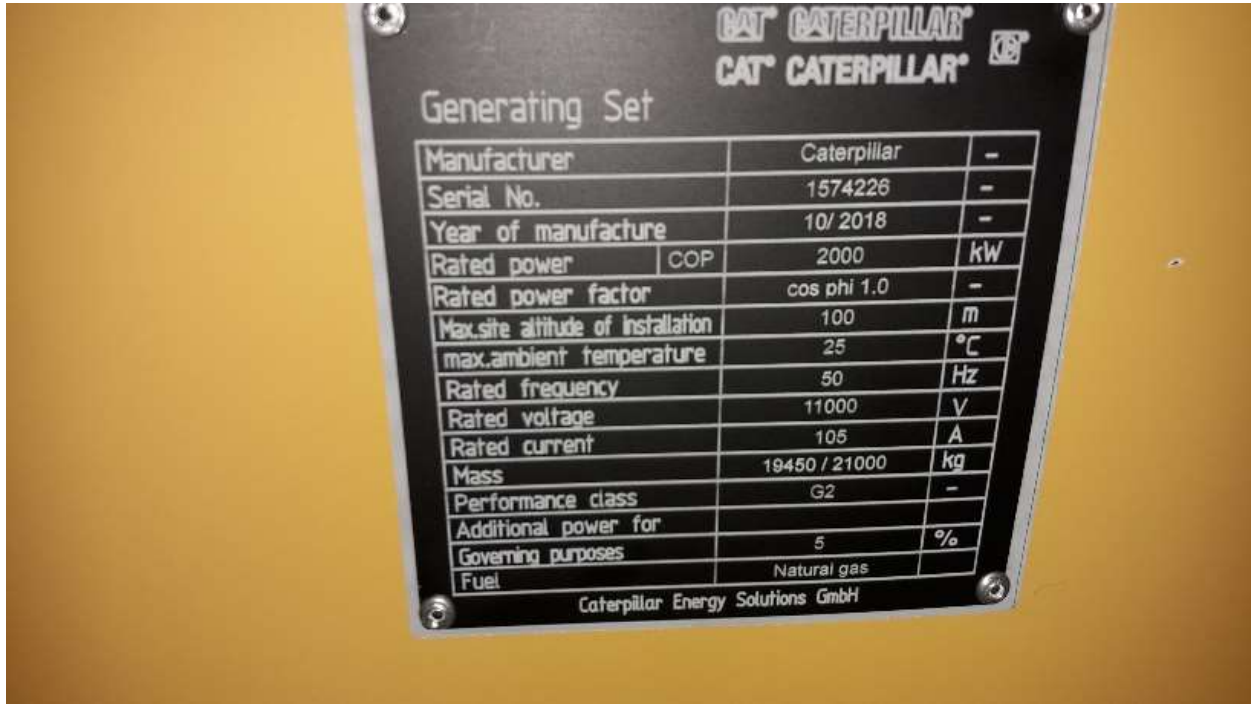 CAT® CATERPILLAR®
CAT® CATERPILLAR®
Generating Set
Manufacturer Caterpillar -
Serial No. 1574226 -
Year of manufacture 10/ 2018 -
Rated power COP 2000 kW
Rated power factor cos phi 1.0 -
Max.site altitude of installation 100 m
max.ambient temperature 25 °C
Rated frequency 50 Hz
Rated voltage 11000 V
Rated current 105 A
Mass 19450 / 21000 kg
Performance class G2 -
Additional power for
Governing purposes 5 %
Fuel Natural gas
Caterpillar Energy Solutions GmbH